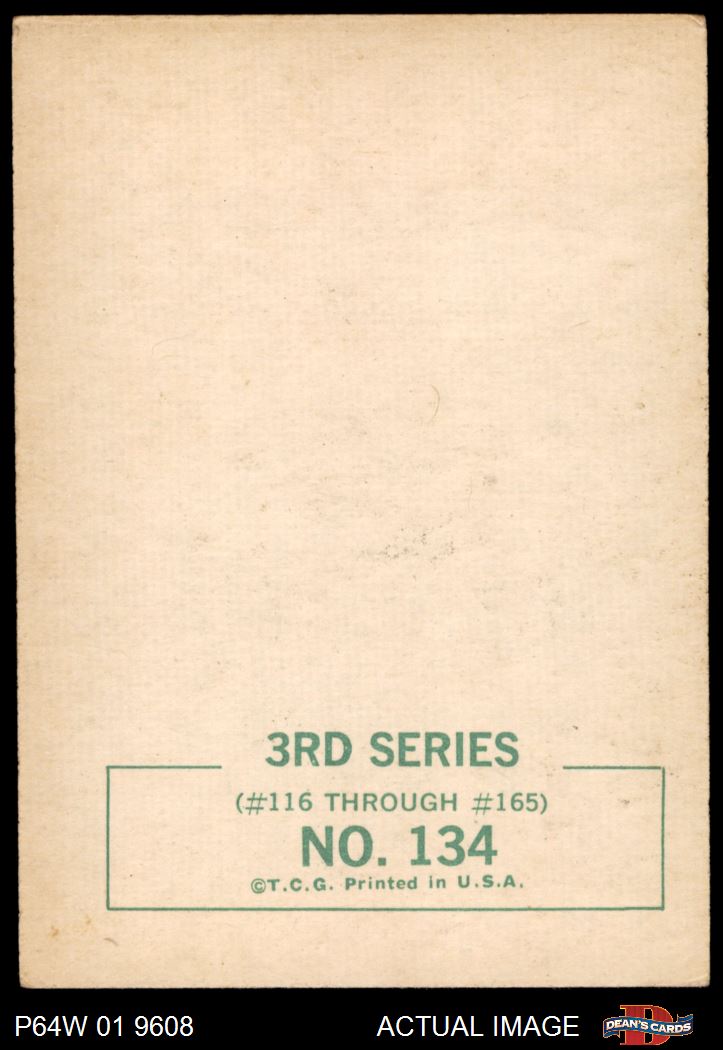 3RD SERIES
(#116 THROUGH #165)
NO. 134
©T.C.G. Printed in U.S.A.
P64W 01 9608
ACTUAL IMAGE
D
DEAN'S CARDS